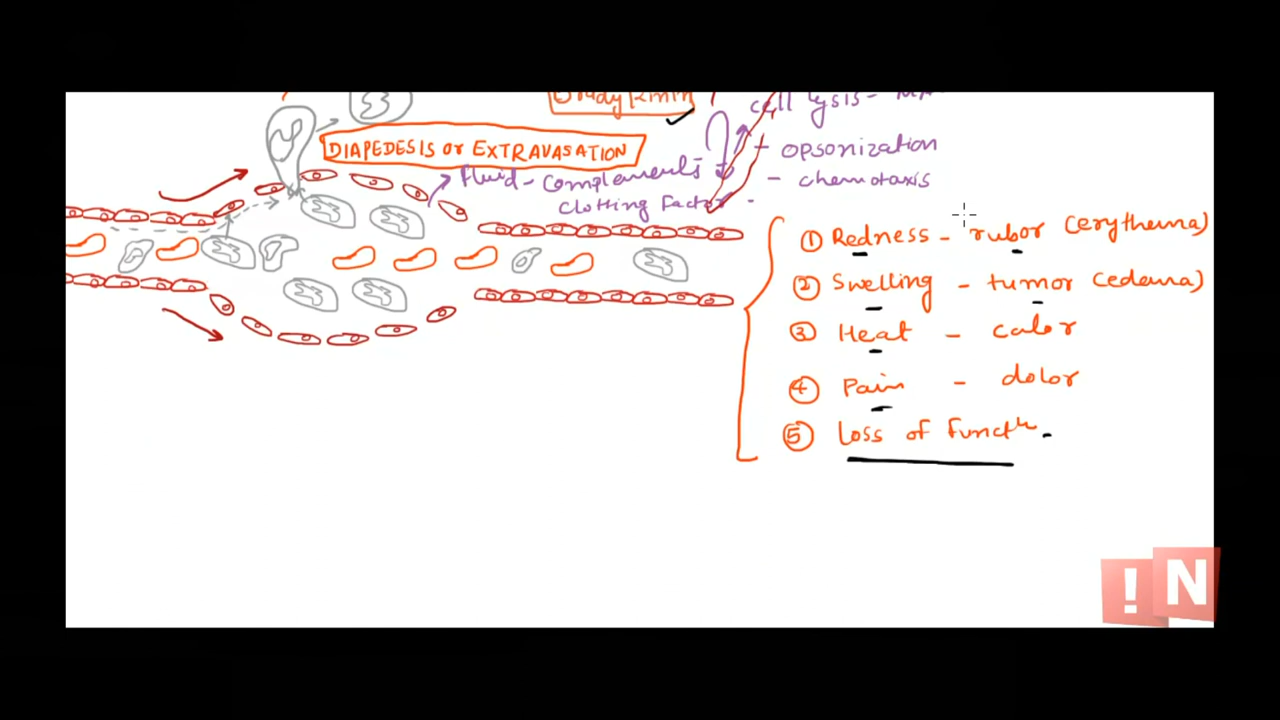 Bradykinin
cell lysis -
DIAPEDESIS or EXTRAVASATION
- opsonization
fluid - complements
- chemotaxis
clotting Factor
① Redness - rubor (erythema)
② Swelling - tumor (edema)
③ Heat - calor
④ Pain - dolor
⑤ Loss of functn
! N